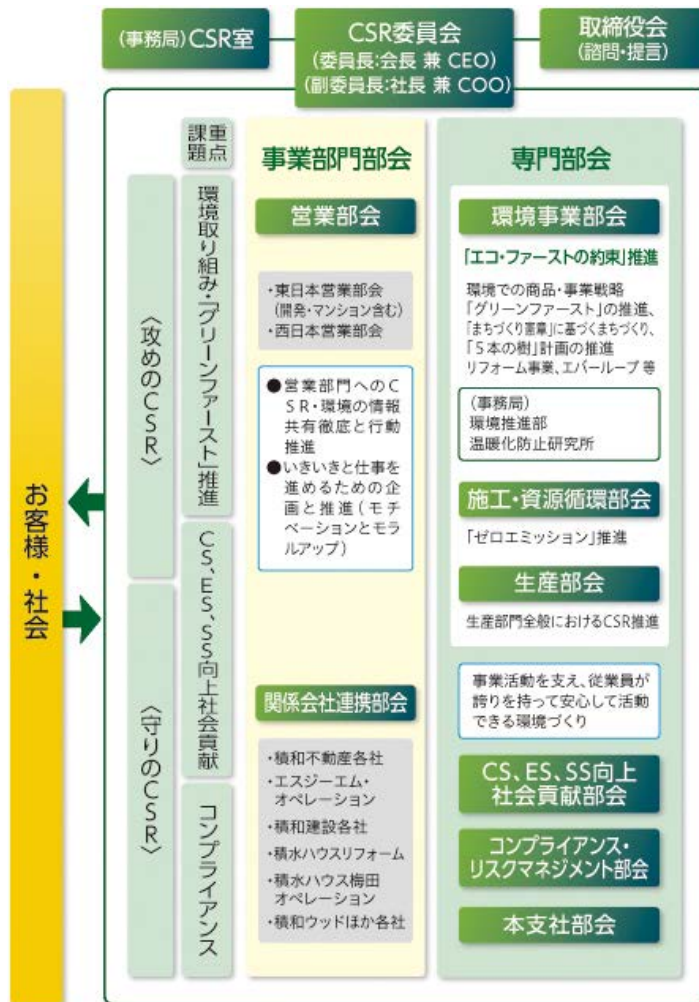 (事務局)CSR室
CSR委員会
(委員長:会長 兼 CEO)
(副委員長:社長 兼 COO)
取締役会
(諮問・提言)
お客様・社会
〈攻めのCSR〉
〈守りのCSR〉
重点
課題
環境取り組み・「グリーンファースト」推進
CS、ES、SS向上社会貢献
コンプライアンス
事業部門部会
営業部会
・東日本営業部会
(開発・マンション含む)
・西日本営業部会
●営業部門へのC
SR・環境の情報
共有徹底と行動
推進
●いきいきと仕事を
進めるための企
画と推進(モチ
ベーションとモラ
ルアップ)
関係会社連携部会
・積和不動産各社
・エスジーエム・
オペレーション
・積和建設各社
・積水ハウスリフォーム
・積水ハウス梅田
オペレーション
・積和ウッドほか各社
専門部会
環境事業部会
「エコ・ファーストの約束」推進
環境での商品・事業戦略
「グリーンファースト」の推進、
「まちづくり憲章」に基づくまちづくり、
「5本の樹」計画の推進
リフォーム事業、エバーループ 等
(事務局)
環境推進部
温暖化防止研究所
施工・資源循環部会
「ゼロエミッション」推進
生産部会
生産部門全般におけるCSR推進
事業活動を支え、従業員が
誇りを持って安心して活動
できる環境づくり
CS、ES、SS向上
社会貢献部会
コンプライアンス・
リスクマネジメント部会
本支社部会